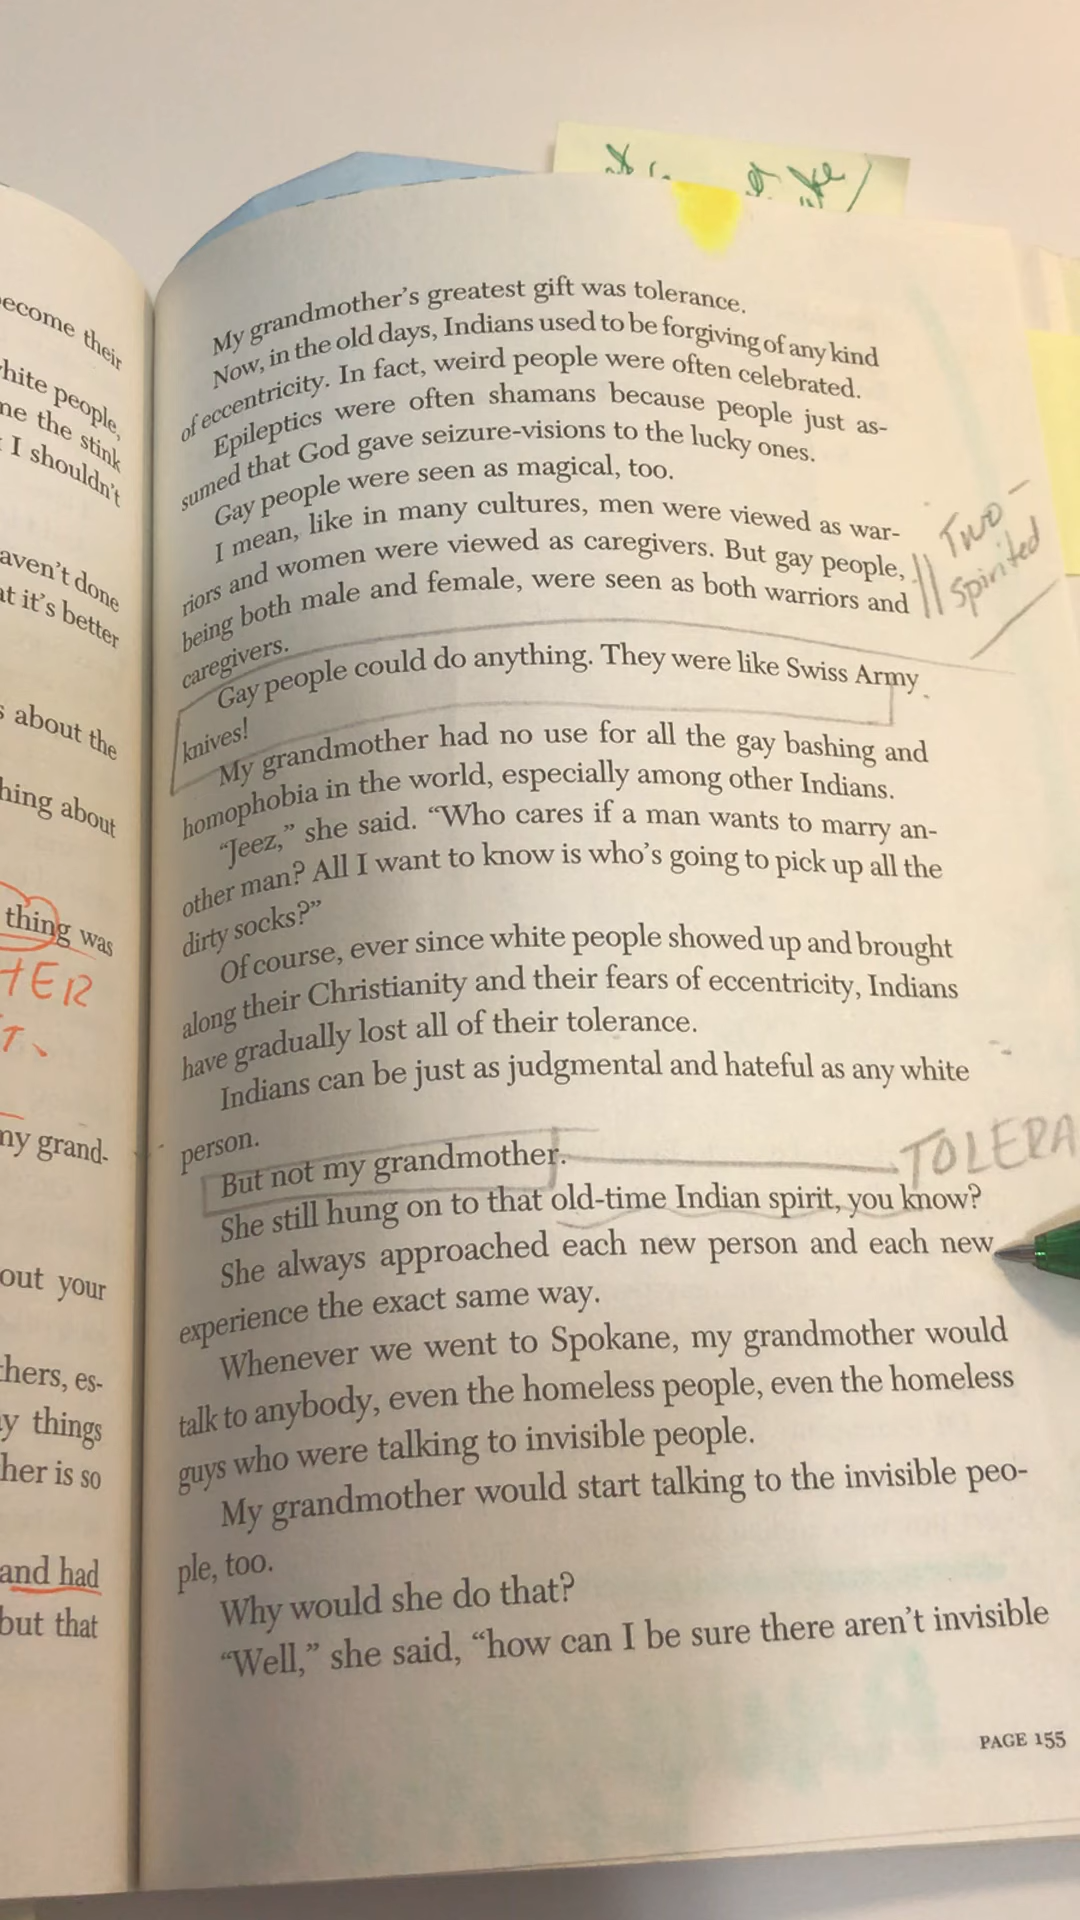 ecome their
hite people,
me the stink
I shouldn't
aven't done
at it's better
s about the
hing about
thing was
TER
my grand-
out your
hers, es-
y things
her is so
and had
but that
My grandmother's greatest gift was tolerance.
Now, in the old days, Indians used to be forgiving of any kind
of eccentricity. In fact, weird people were often celebrated.
Epileptics were often shamans because people just as-
sumed that God gave seizure-visions to the lucky ones.
Gay people were seen as magical, too.
I mean, like in many cultures, men were viewed as war-
riors and women were viewed as caregivers. But gay people,
being both male and female, were seen as both warriors and
caregivers.
Two-
spirited
Gay people could do anything. They were like Swiss Army
knives!
My grandmother had no use for all the gay bashing and
homophobia in the world, especially among other Indians.
"Jeez," she said. "Who cares if a man wants to marry an-
other man? All I want to know is who's going to pick up all the
dirty socks?"
Of course, ever since white people showed up and brought
along their Christianity and their fears of eccentricity, Indians
have gradually lost all of their tolerance.
Indians can be just as judgmental and hateful as any white
person.
But not my grandmother.
TOLERA
She still hung on to that old-time Indian spirit, you know?
She always approached each new person and each new
experience the exact same way.
Whenever we went to Spokane, my grandmother would
talk to anybody, even the homeless people, even the homeless
guys who were talking to invisible people.
My grandmother would start talking to the invisible peo-
ple, too.
Why would she do that?
"Well," she said, "how can I be sure there aren't invisible
PAGE 155